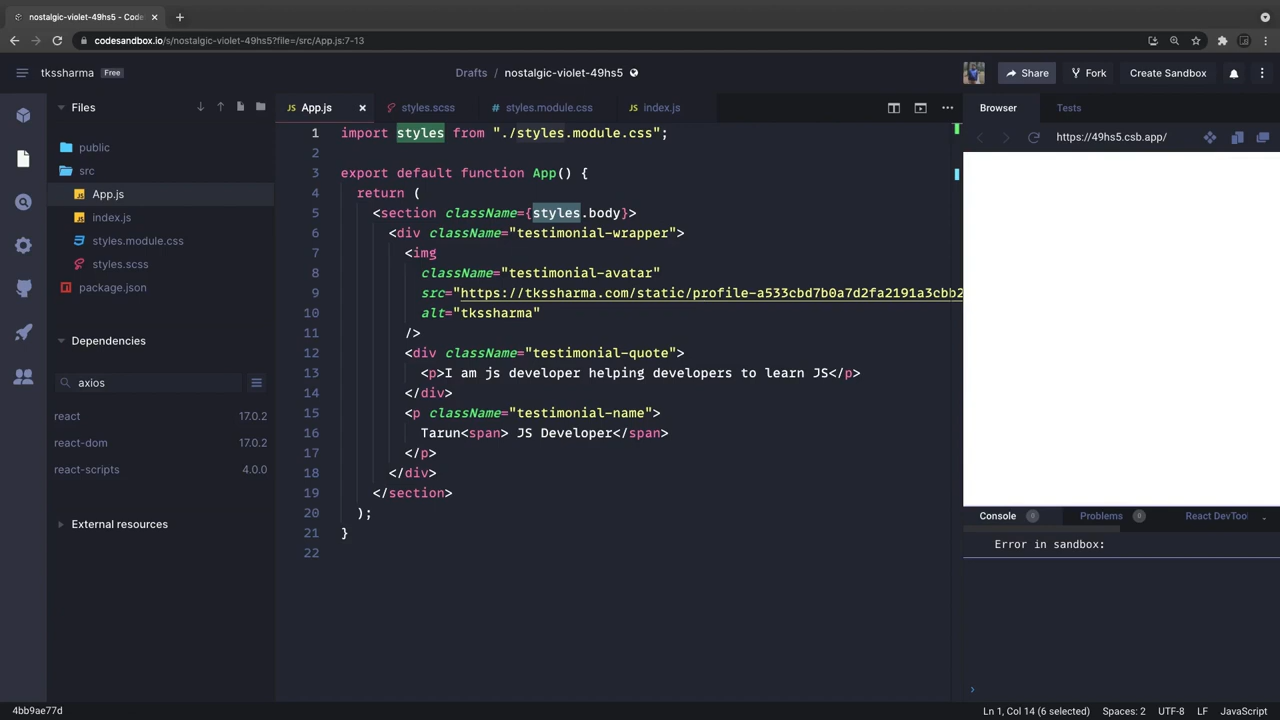 nostalgic-violet-49hs5 - Code
codesandbox.io/s/nostalgic-violet-49hs5?file=/src/App.js:7-13
tkssharma Free
Drafts / nostalgic-violet-49hs5
Share Fork Create Sandbox
Files
public
src
App.js
index.js
styles.module.css
styles.scss
package.json
Dependencies
axios
react 17.0.2
react-dom 17.0.2
react-scripts 4.0.0
External resources
App.js styles.scss styles.module.css index.js
1 import styles from "./styles.module.css";
2
3 export default function App() {
4 return (
5 <section className={styles.body}>
6 <div className="testimonial-wrapper">
7 <img
8 className="testimonial-avatar"
9 src="https://tkssharma.com/static/profile-a533cbd7b0a7d2fa2191a3cbb2
10 alt="tkssharma"
11 />
12 <div className="testimonial-quote">
13 <p>I am js developer helping developers to learn JS</p>
14 </div>
15 <p className="testimonial-name">
16 Tarun<span> JS Developer</span>
17 </p>
18 </div>
19 </section>
20 );
21 }
22
Browser Tests
https://49hs5.csb.app/
Console 0 Problems 0 React DevTool
Error in sandbox:
4bb9ae77d
Ln 1, Col 14 (6 selected) Spaces: 2 UTF-8 LF JavaScript